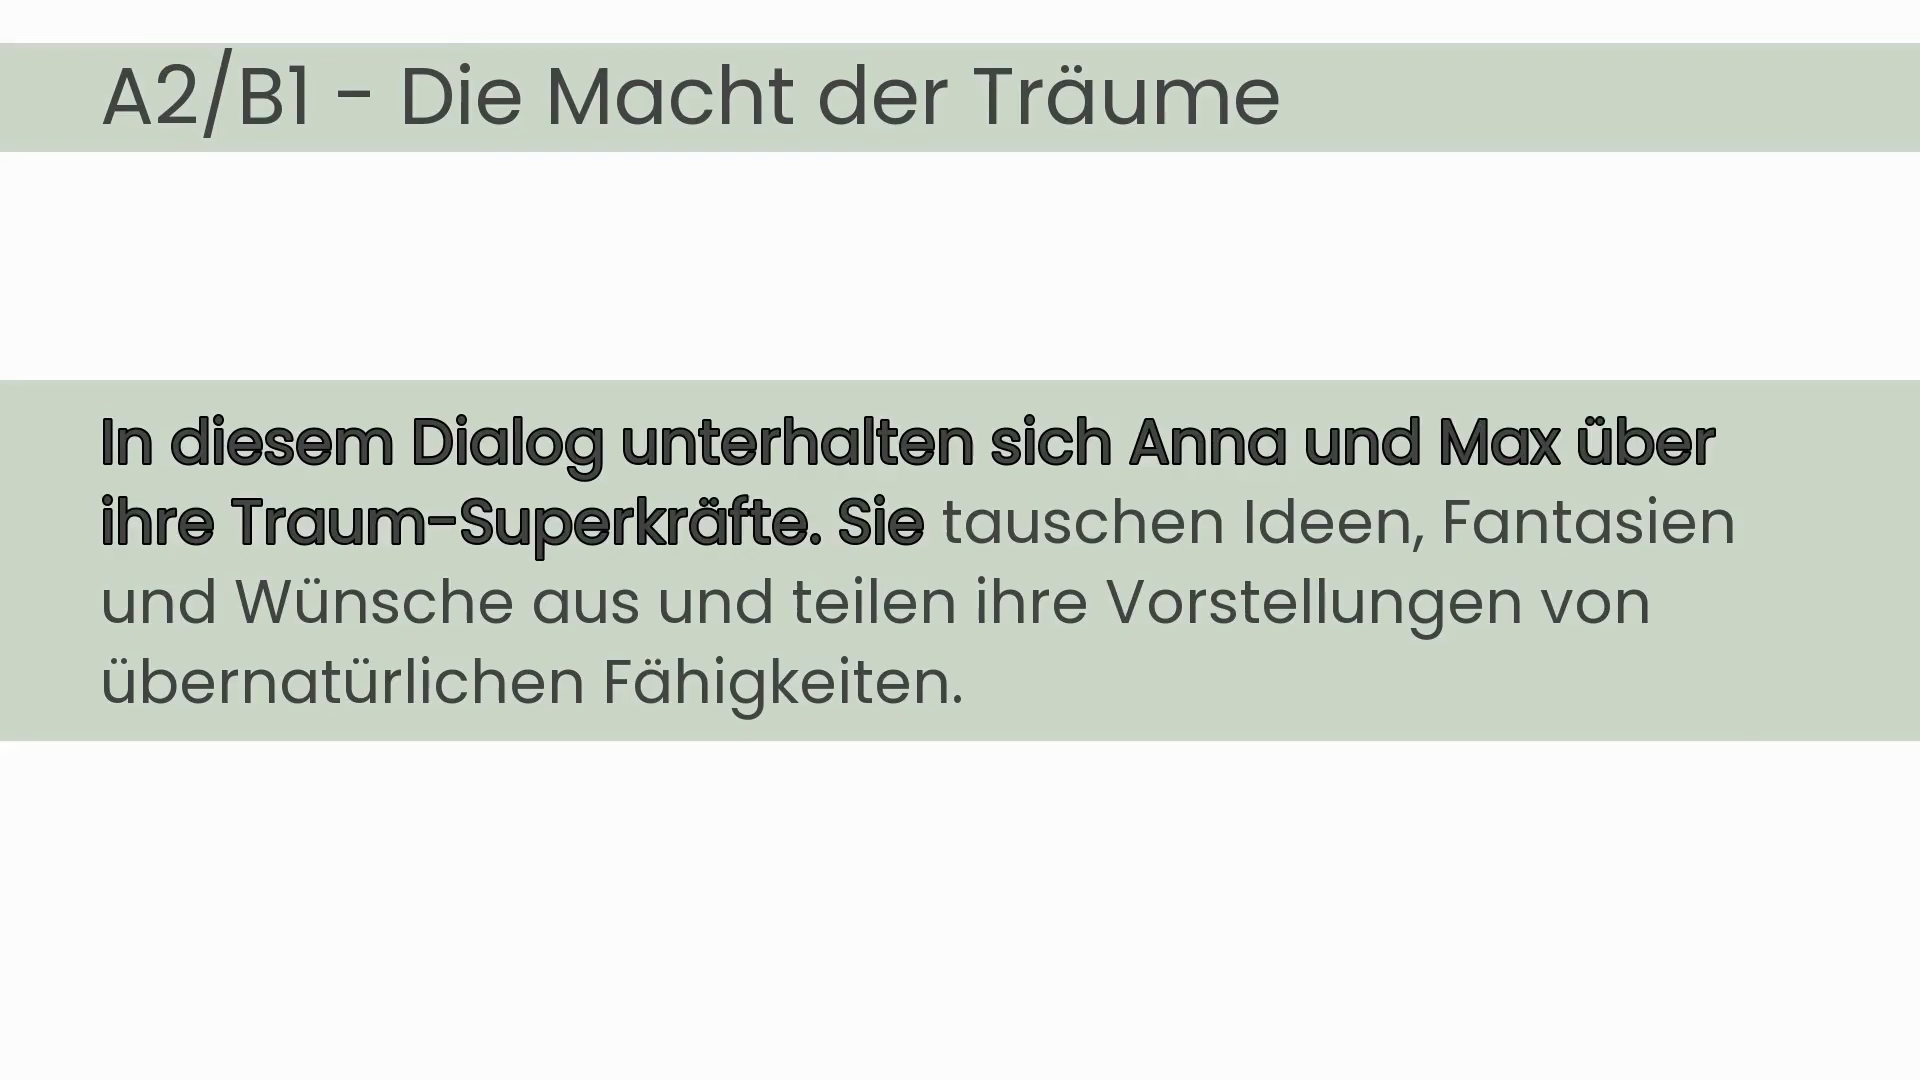 A2/B1 - Die Macht der Träume
In diesem Dialog unterhalten sich Anna und Max über
ihre Traum-Superkräfte. Sie tauschen Ideen, Fantasien
und Wünsche aus und teilen ihre Vorstellungen von
übernatürlichen Fähigkeiten.